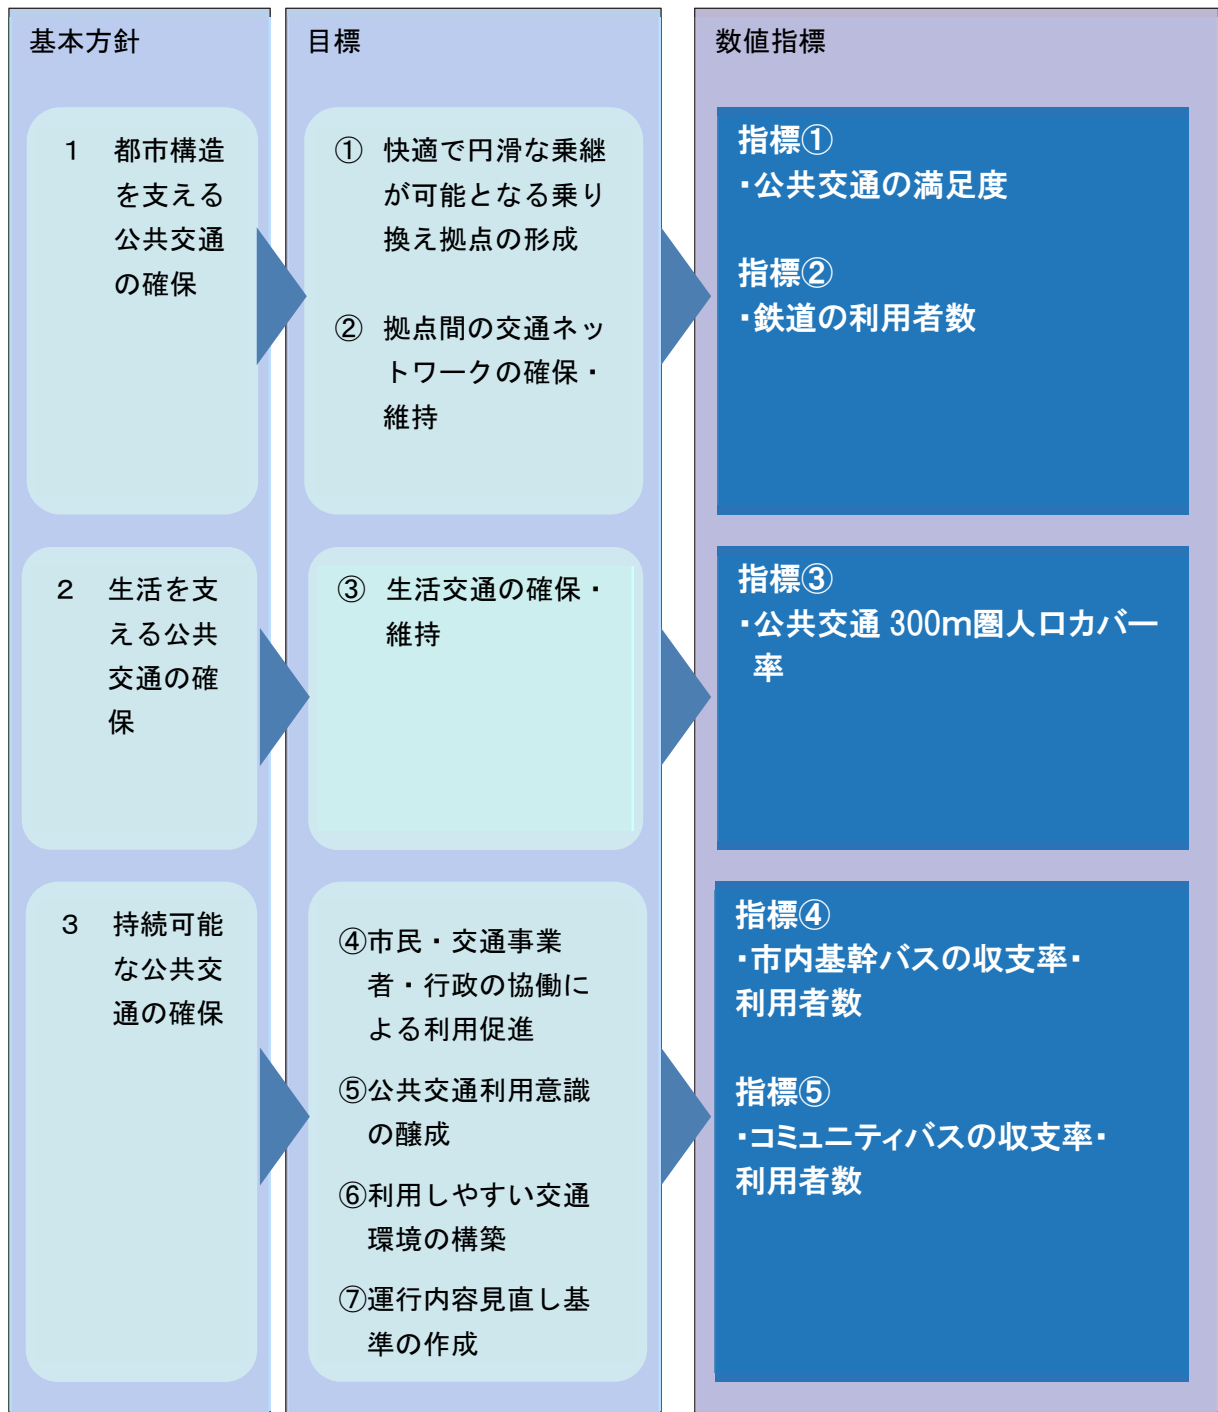 基本方針
目標
数値指標
1 都市構造
を支える
公共交通
の確保
① 快適で円滑な乗継
が可能となる乗り
換え拠点の形成
② 拠点間の交通ネッ
トワークの確保・
維持
指標①
・公共交通の満足度
指標②
・鉄道の利用者数
2 生活を支
える公共
交通の確
保
③ 生活交通の確保・
維持
指標③
・公共交通 300m圏人口カバー
率
3 持続可能
な公共交
通の確保
④市民・交通事業
者・行政の協働に
よる利用促進
⑤公共交通利用意識
の醸成
⑥利用しやすい交通
環境の構築
⑦運行内容見直し基
準の作成
指標④
・市内基幹バスの収支率・
利用者数
指標⑤
・コミュニティバスの収支率・
利用者数